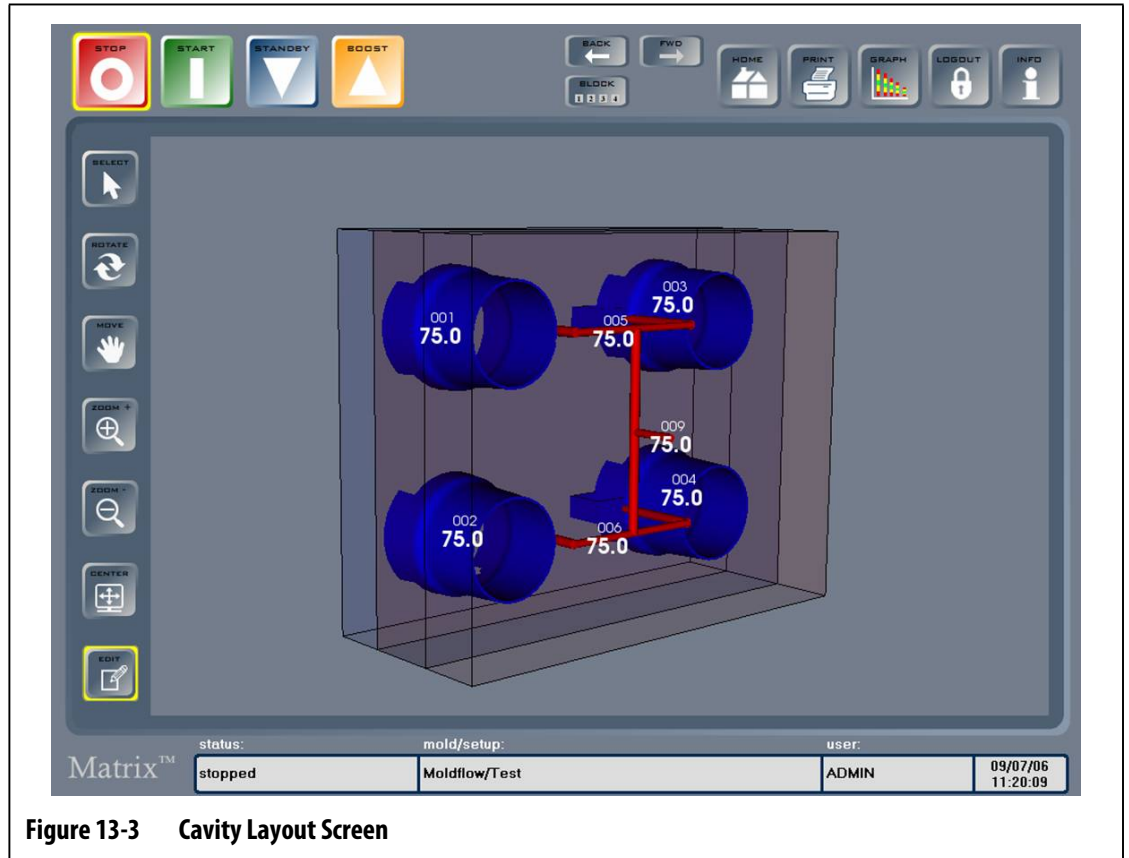 STOP START STANDBY BOOST BACK FWD
HOME PRINT GRAPH LOGOUT INFO
BLOCK
1 2 3 4
SELECT
ROTATE
MOVE
ZOOM +
ZOOM -
CENTER
EDIT
001
75.0
003
75.0
005
75.0
009
75.0
004
75.0
002
75.0
006
75.0
Matrix™
status: mold/setup: user:
stopped Moldflow/Test ADMIN 09/07/06
11:20:09
Figure 13-3 Cavity Layout Screen